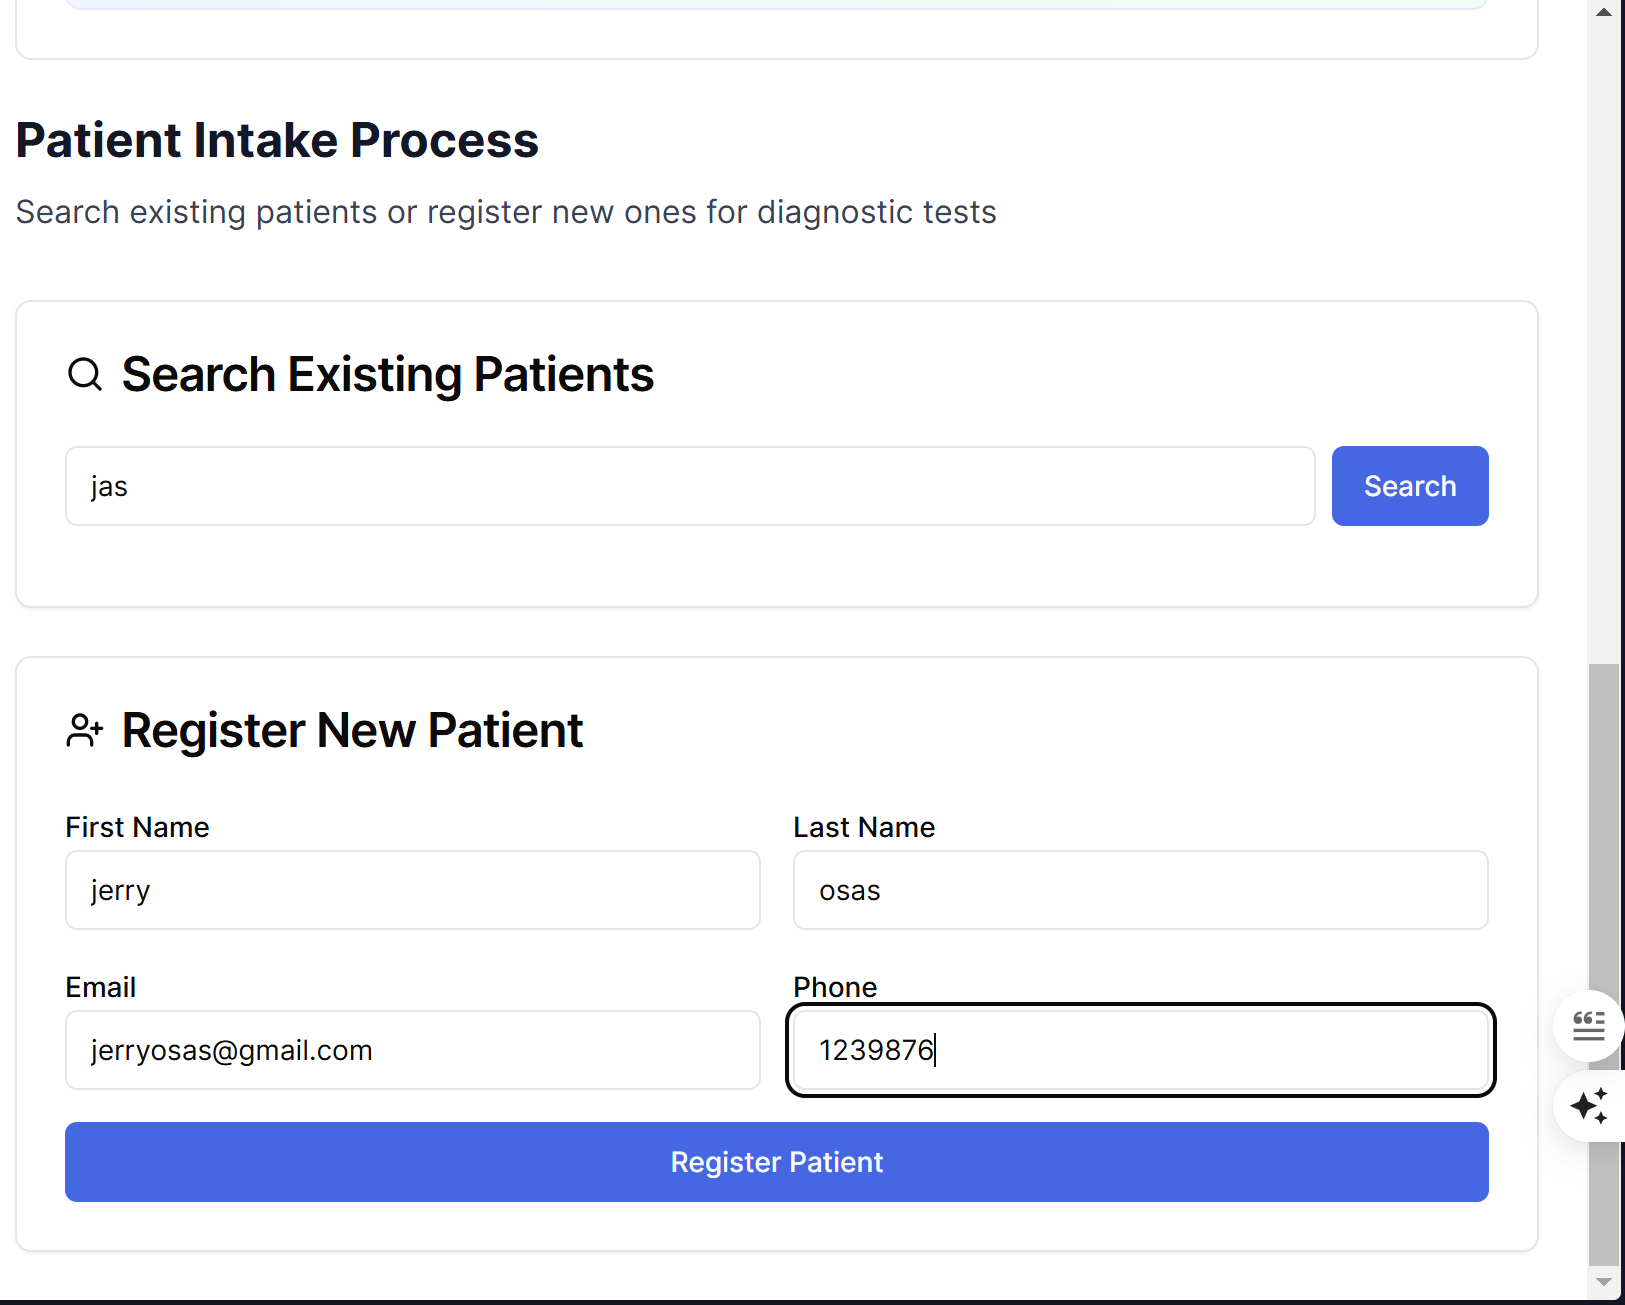 Patient Intake Process
Search existing patients or register new ones for diagnostic tests
Search Existing Patients
jas
Search
Register New Patient
First Name
Last Name
jerry
osas
Email
Phone
jerryosas@gmail.com
1239876
Register Patient